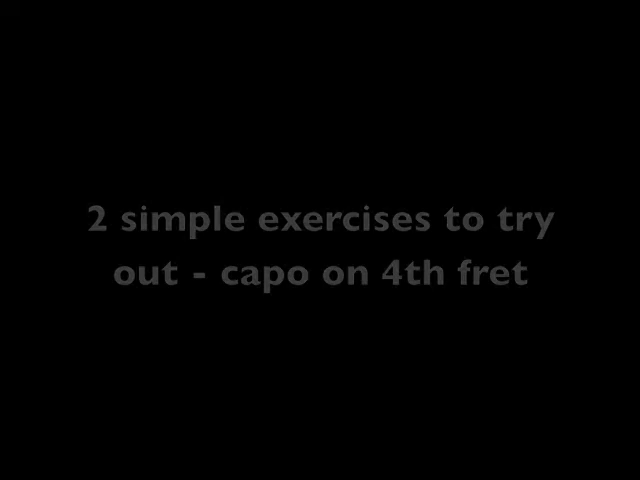 2 simple exercises to try
out - capo on 4th fret